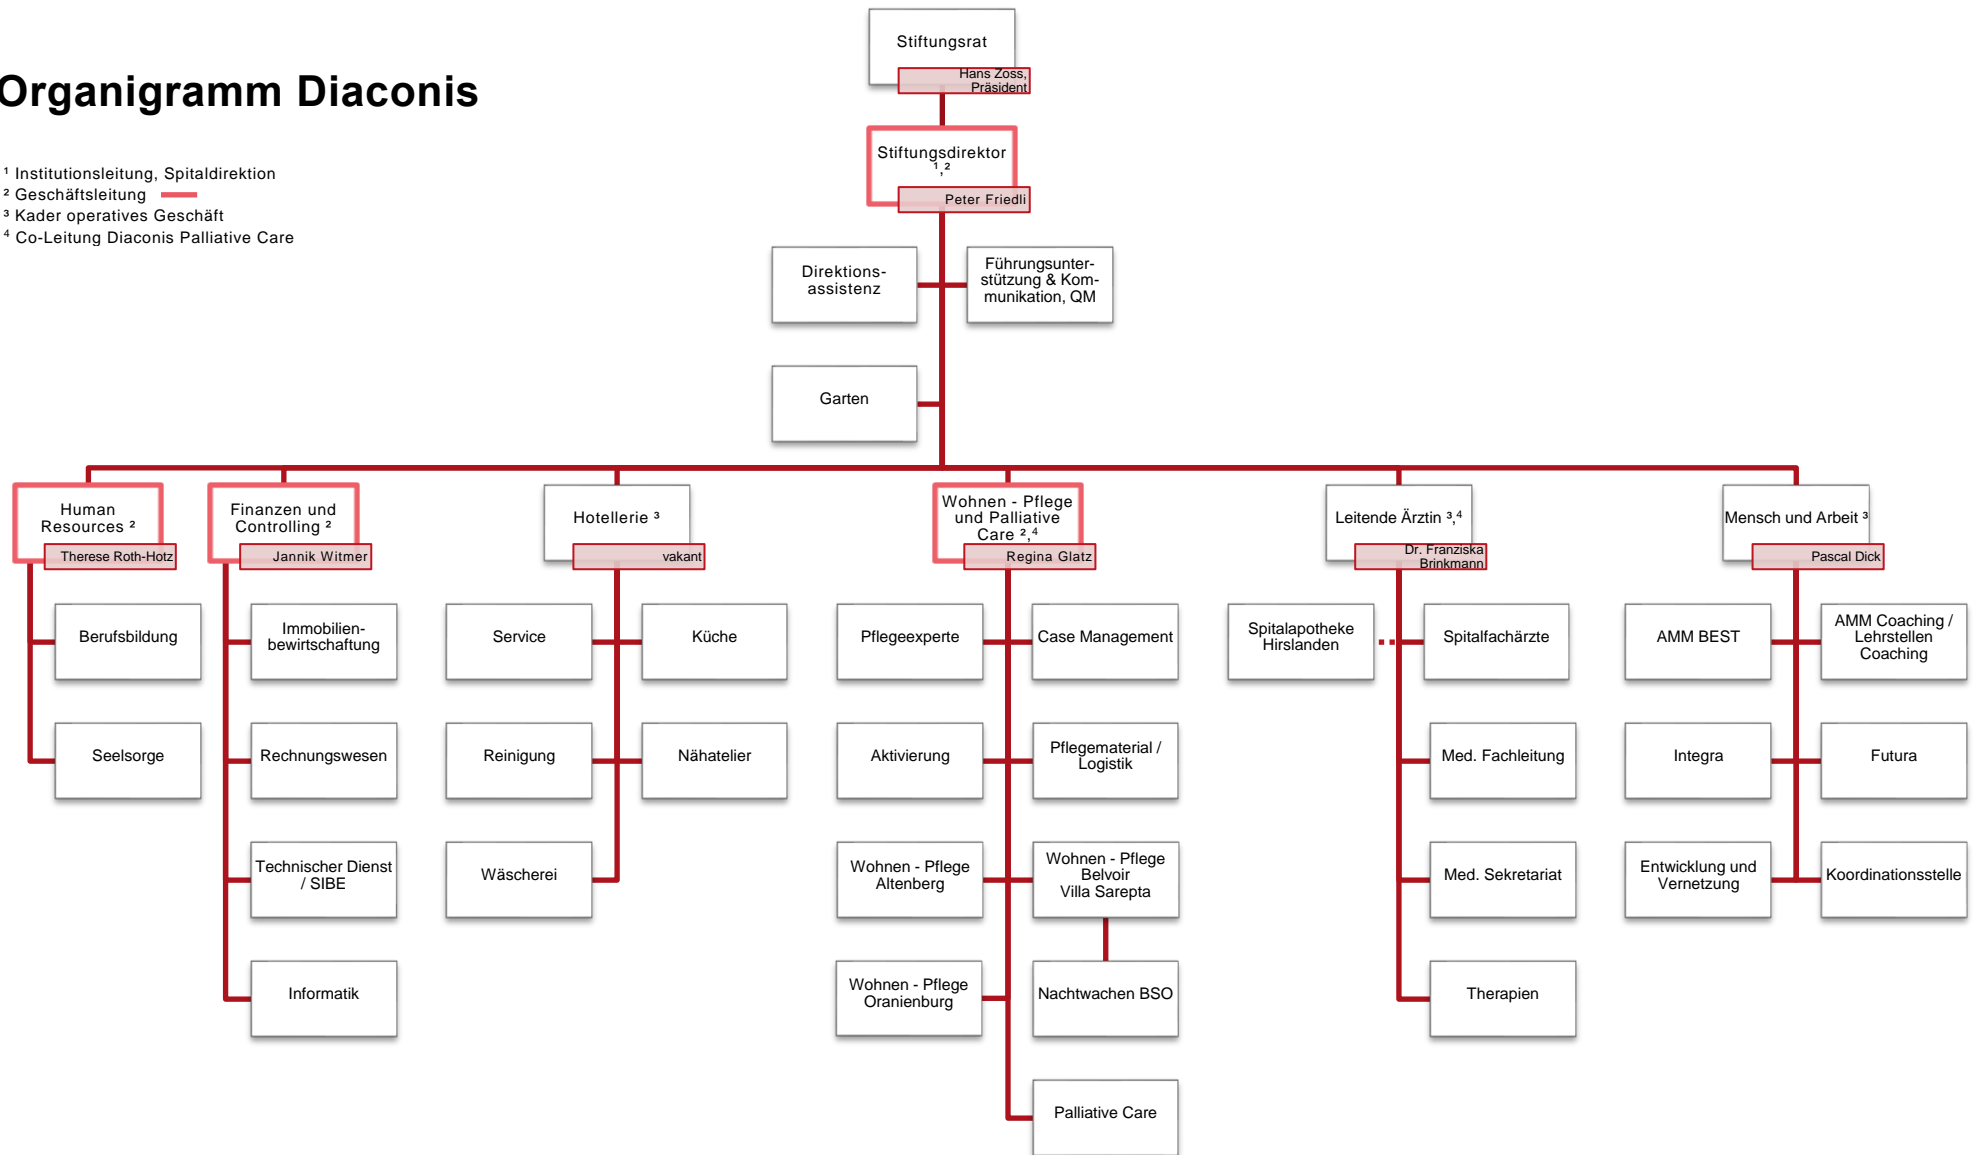 Organigramm Diaconis
¹ Institutionsleitung, Spitaldirektion
² Geschäftsleitung
³ Kader operatives Geschäft
⁴ Co-Leitung Diaconis Palliative Care
Stiftungsrat
Hans Zoss,
Präsident
Stiftungsdirektor
¹,²
Peter Friedli
Direktions-
assistenz
Führungsunter-
stützung & Kom-
munikation, QM
Garten
Human
Resources ²
Therese Roth-Hotz
Finanzen und
Controlling ²
Jannik Witmer
Hotellerie ³
vakant
Wohnen - Pflege
und Palliative
Care ²,⁴
Regina Glatz
Leitende Ärztin ³,⁴
Dr. Franziska
Brinkmann
Mensch und Arbeit ³
Pascal Dick
Berufsbildung
Immobilien-
bewirtschaftung
Service
Küche
Pflegeexperte
Case Management
Spitalapotheke
Hirslanden
Spitalfachärzte
AMM BEST
AMM Coaching /
Lehrstellen
Coaching
Seelsorge
Rechnungswesen
Reinigung
Nähatelier
Aktivierung
Pflegematerial /
Logistik
Med. Fachleitung
Integra
Futura
Technischer Dienst
/ SIBE
Wäscherei
Wohnen - Pflege
Altenberg
Wohnen - Pflege
Belvoir
Villa Sarepta
Med. Sekretariat
Entwicklung und
Vernetzung
Koordinationsstelle
Informatik
Wohnen - Pflege
Oranienburg
Nachtwachen BSO
Therapien
Palliative Care